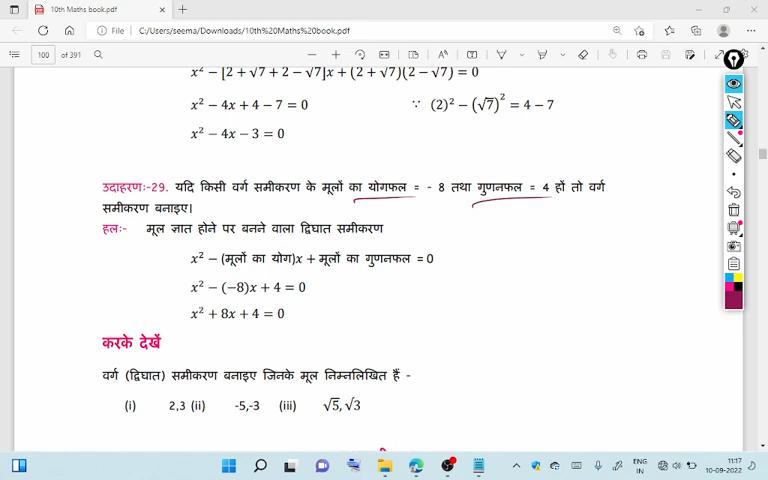 10th Maths book.pdf
File
C:/Users/seema/Downloads/10th%20Maths%20book.pdf
100 of 391
x² − [2 + √7 + 2 − √7]x + (2 + √7)(2 − √7) = 0
x² − 4x + 4 − 7 = 0 ∵ (2)² − (√7)² = 4 − 7
x² − 4x − 3 = 0
उदाहरण:-29. यदि किसी वर्ग समीकरण के मूलों का योगफल = - 8 तथा गुणनफल = 4 हों तो वर्ग
समीकरण बनाइए।
हल:- मूल ज्ञात होने पर बनने वाला द्विघात समीकरण
x² − (मूलों का योग)x + मूलों का गुणनफल = 0
x² − (−8)x + 4 = 0
x² + 8x + 4 = 0
करके देखें
वर्ग (द्विघात) समीकरण बनाइए जिनके मूल निम्नलिखित हैं -
(i) 2,3 (ii) -5,-3 (iii) √5, √3
ENG
IN
11:17
10-09-2022